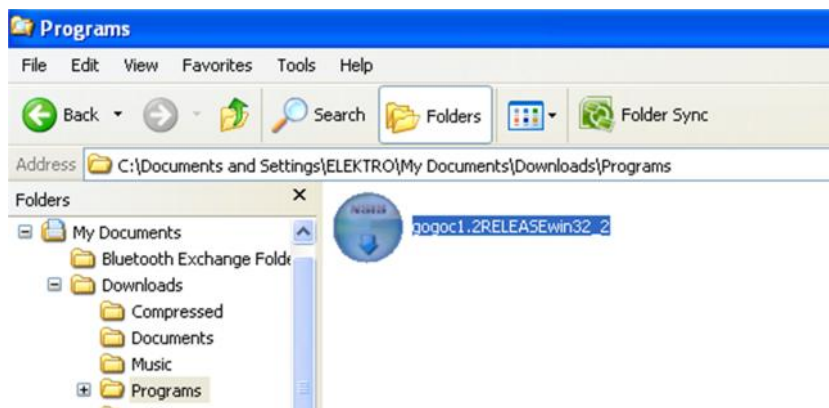 Programs
File Edit View Favorites Tools Help
Back Search Folders Folder Sync
Address C:\Documents and Settings\ELEKTRO\My Documents\Downloads\Programs
Folders
My Documents
Bluetooth Exchange Folde
Downloads
Compressed
Documents
Music
Programs
NSIS
gogoc1.2RELEASEwin32_2